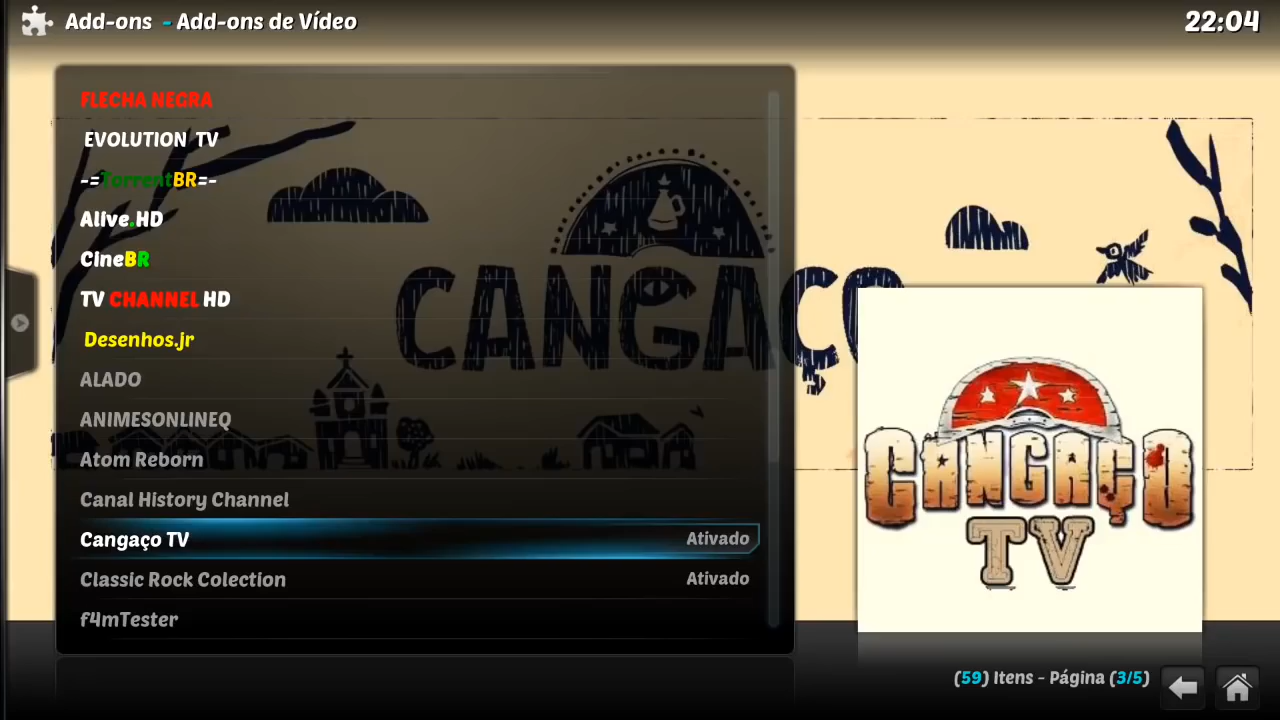 Add-ons - Add-ons de Vídeo
22:04
FLECHA NEGRA
EVOLUTION TV
-=TorrentBR=-
Alive.HD
CineBR
TV CHANNEL HD
Desenhos.jr
ALADO
ANIMESONLINEQ
Atom Reborn
Canal History Channel
Cangaço TV Ativado
Classic Rock Colection Ativado
f4mTester
CANGAÇO
CANGAÇO
TV
(59) Itens - Página (3/5)